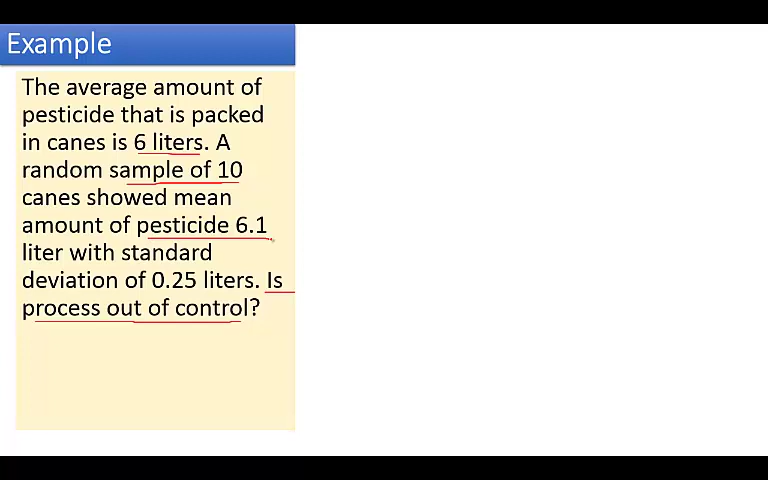 Example
The average amount of
pesticide that is packed
in canes is 6 liters. A
random sample of 10
canes showed mean
amount of pesticide 6.1
liter with standard
deviation of 0.25 liters. Is
process out of control?